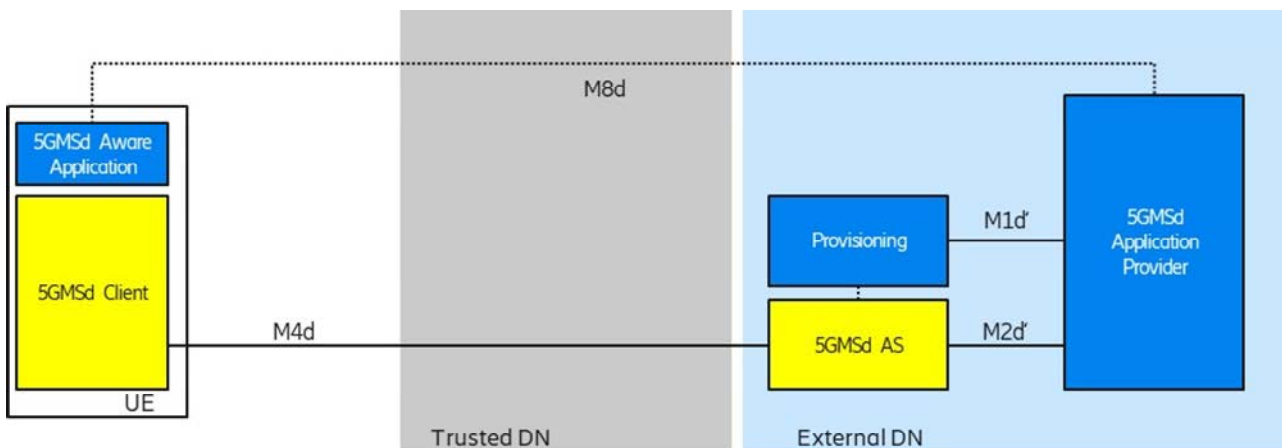 M8d
5GMSd Aware
Application
5GMSd Client
UE
M4d
Trusted DN
Provisioning
M1d'
5GMSd AS
M2d'
5GMSd
Application
Provider
External DN